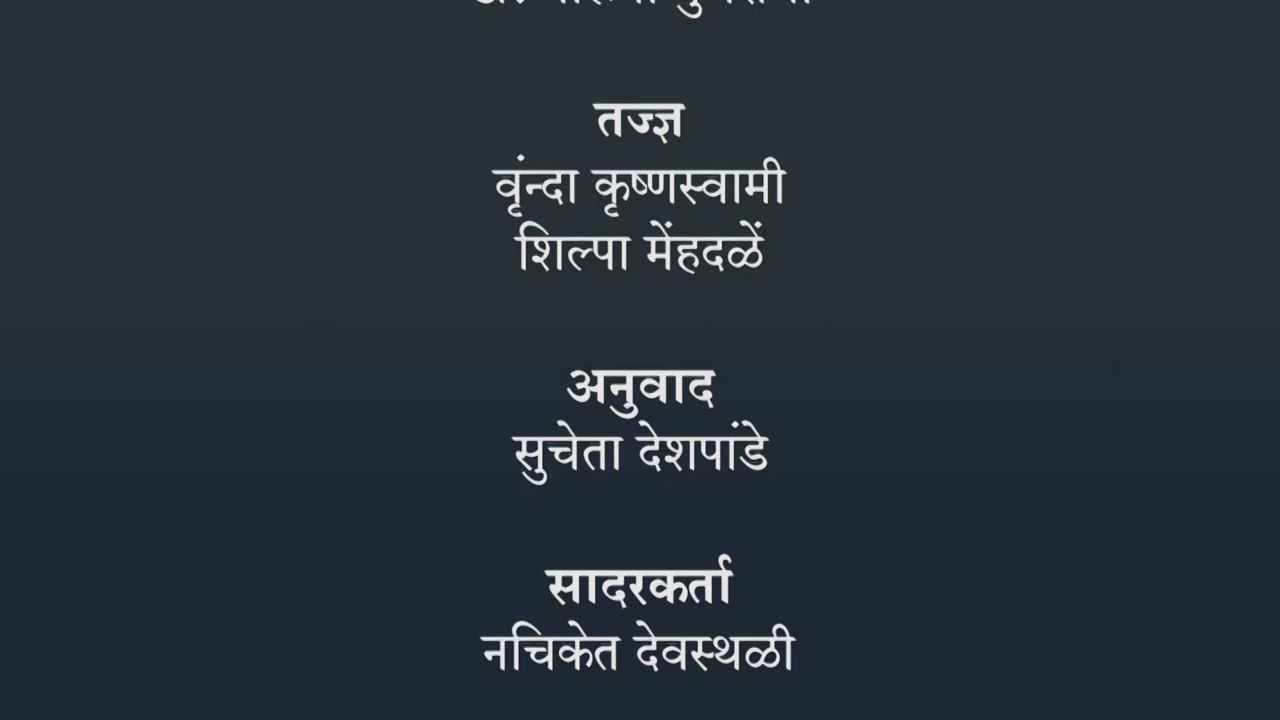 तज्ज्ञ
वृंन्दा कृष्णस्वामी
शिल्पा मेंहदळें
अनुवाद
सुचेता देशपांडे
सादरकर्ता
नचिकेत देवस्थळी